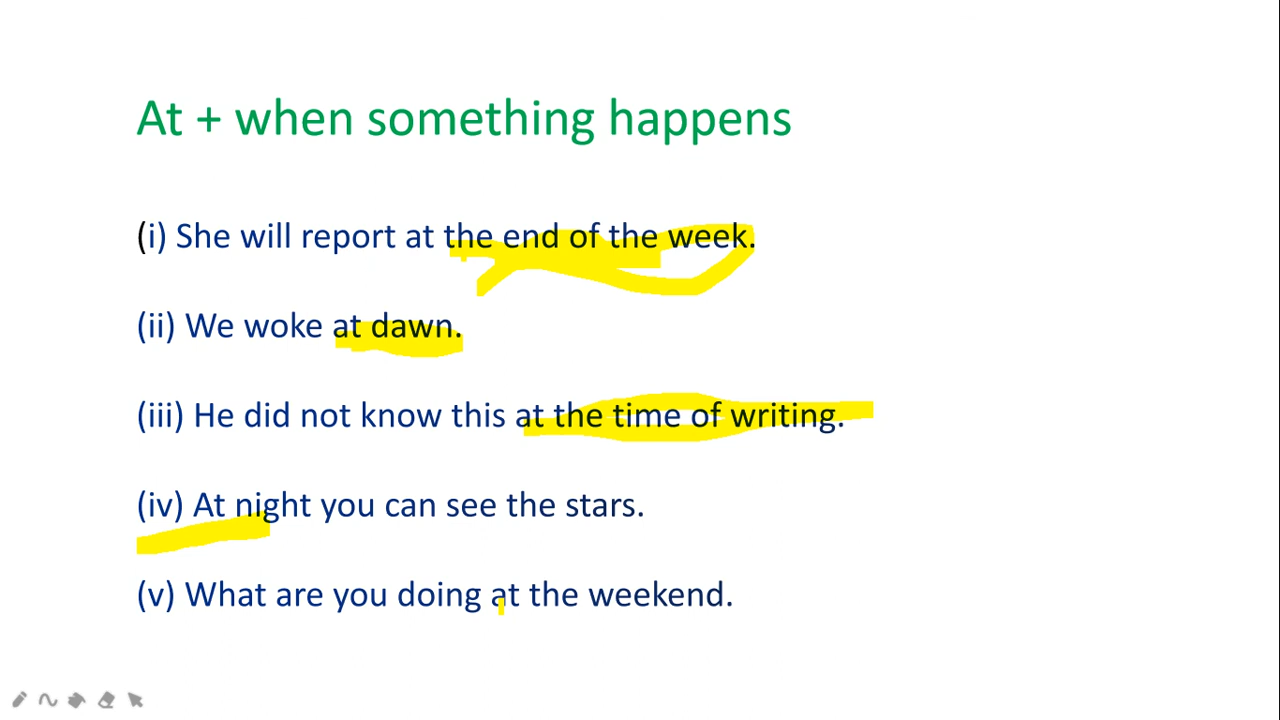 At + when something happens
(i) She will report at the end of the week.
(ii) We woke at dawn.
(iii) He did not know this at the time of writing.
(iv) At night you can see the stars.
(v) What are you doing at the weekend.